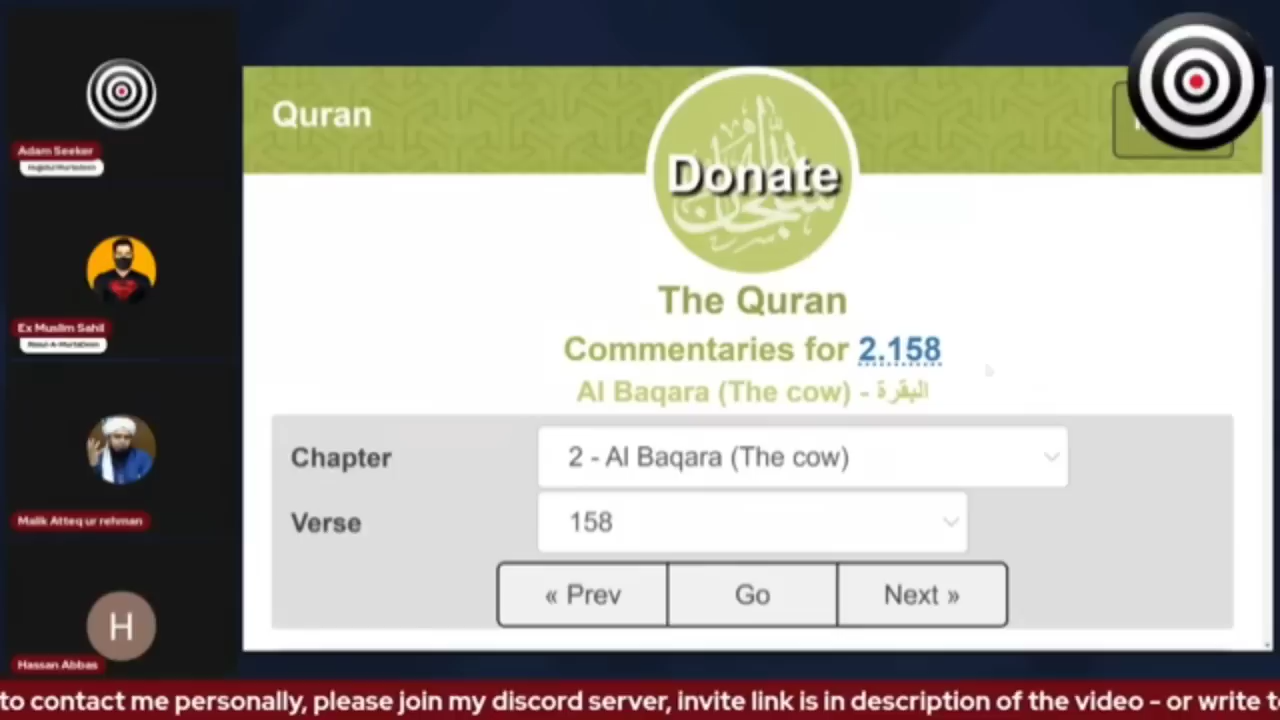 Adam Seeker
Ex Muslim Sahil
Malik Atteq ur rehman
H
Hassan Abbas
Quran
Donate
The Quran
Commentaries for 2.158
Al Baqara (The cow) - البقرة
Chapter
2 - Al Baqara (The cow)
Verse
158
« Prev
Go
Next »
to contact me personally, please join my discord server, invite link is in description of the video - or write t